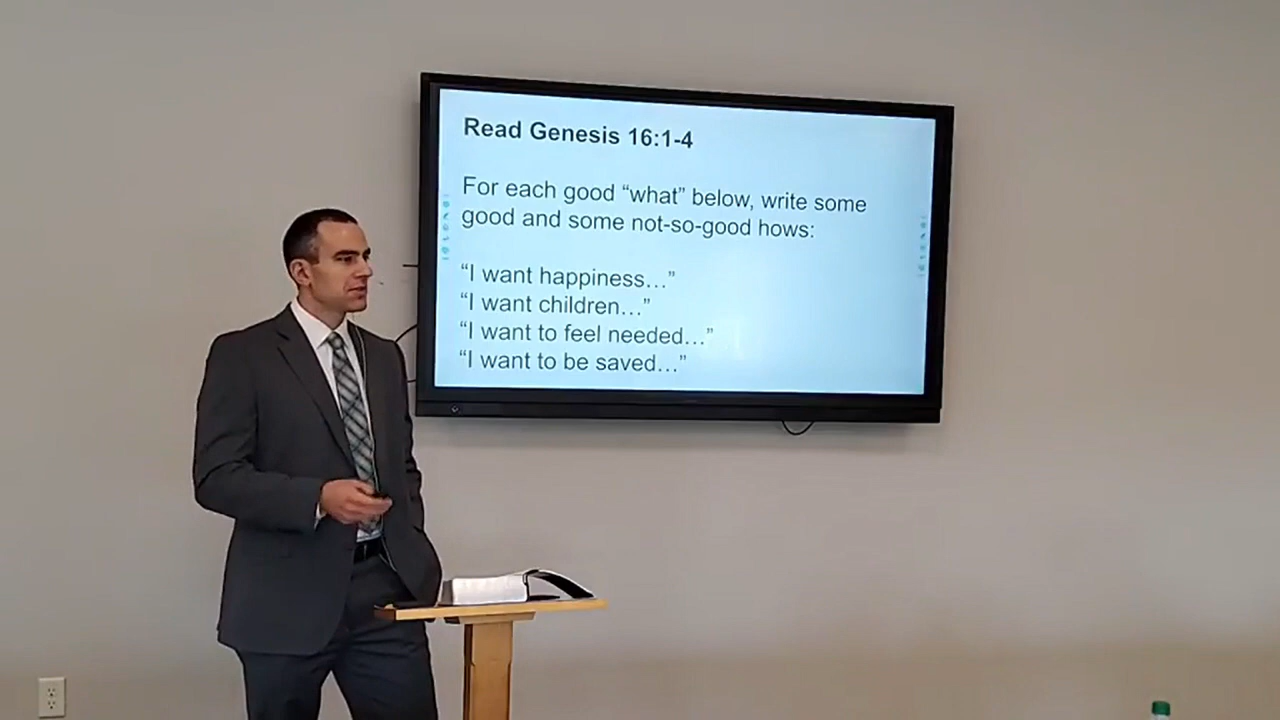 Read Genesis 16:1-4
For each good “what” below, write some
good and some not-so-good hows:
“I want happiness…”
“I want children…”
“I want to feel needed…”
“I want to be saved…”